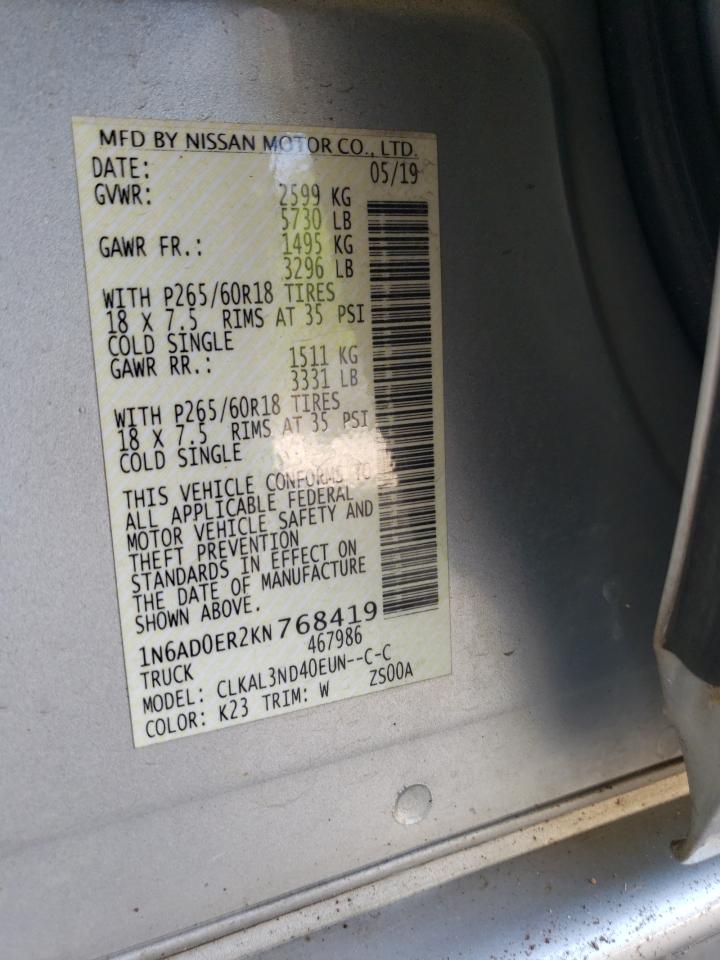 MFD BY NISSAN MOTOR CO., LTD.
DATE: 05/19
GVWR: 2599 KG
5730 LB
GAWR FR.: 1495 KG
3296 LB
WITH P265/60R18 TIRES
18 X 7.5 RIMS AT 35 PSI
COLD SINGLE
GAWR RR.: 1511 KG
3331 LB
WITH P265/60R18 TIRES
18 X 7.5 RIMS AT 35 PSI
COLD SINGLE
THIS VEHICLE CONFORMS TO
ALL APPLICABLE FEDERAL
MOTOR VEHICLE SAFETY AND
THEFT PREVENTION
STANDARDS IN EFFECT ON
THE DATE OF MANUFACTURE
SHOWN ABOVE.
1N6AD0ER2KN768419
TRUCK 467986
MODEL: CLKAL3ND40EUN--C-C
COLOR: K23 TRIM: W ZS00A